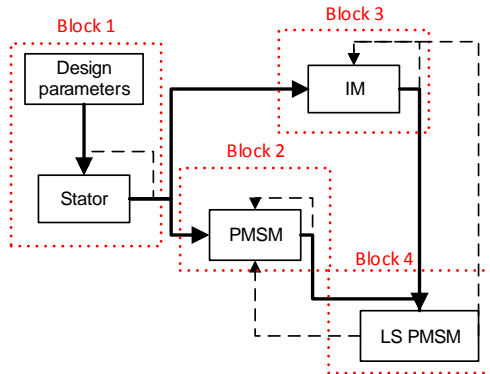 Block 1
Block 3
Design
parameters
IM
Block 2
Stator
PMSM
Block 4
LS PMSM